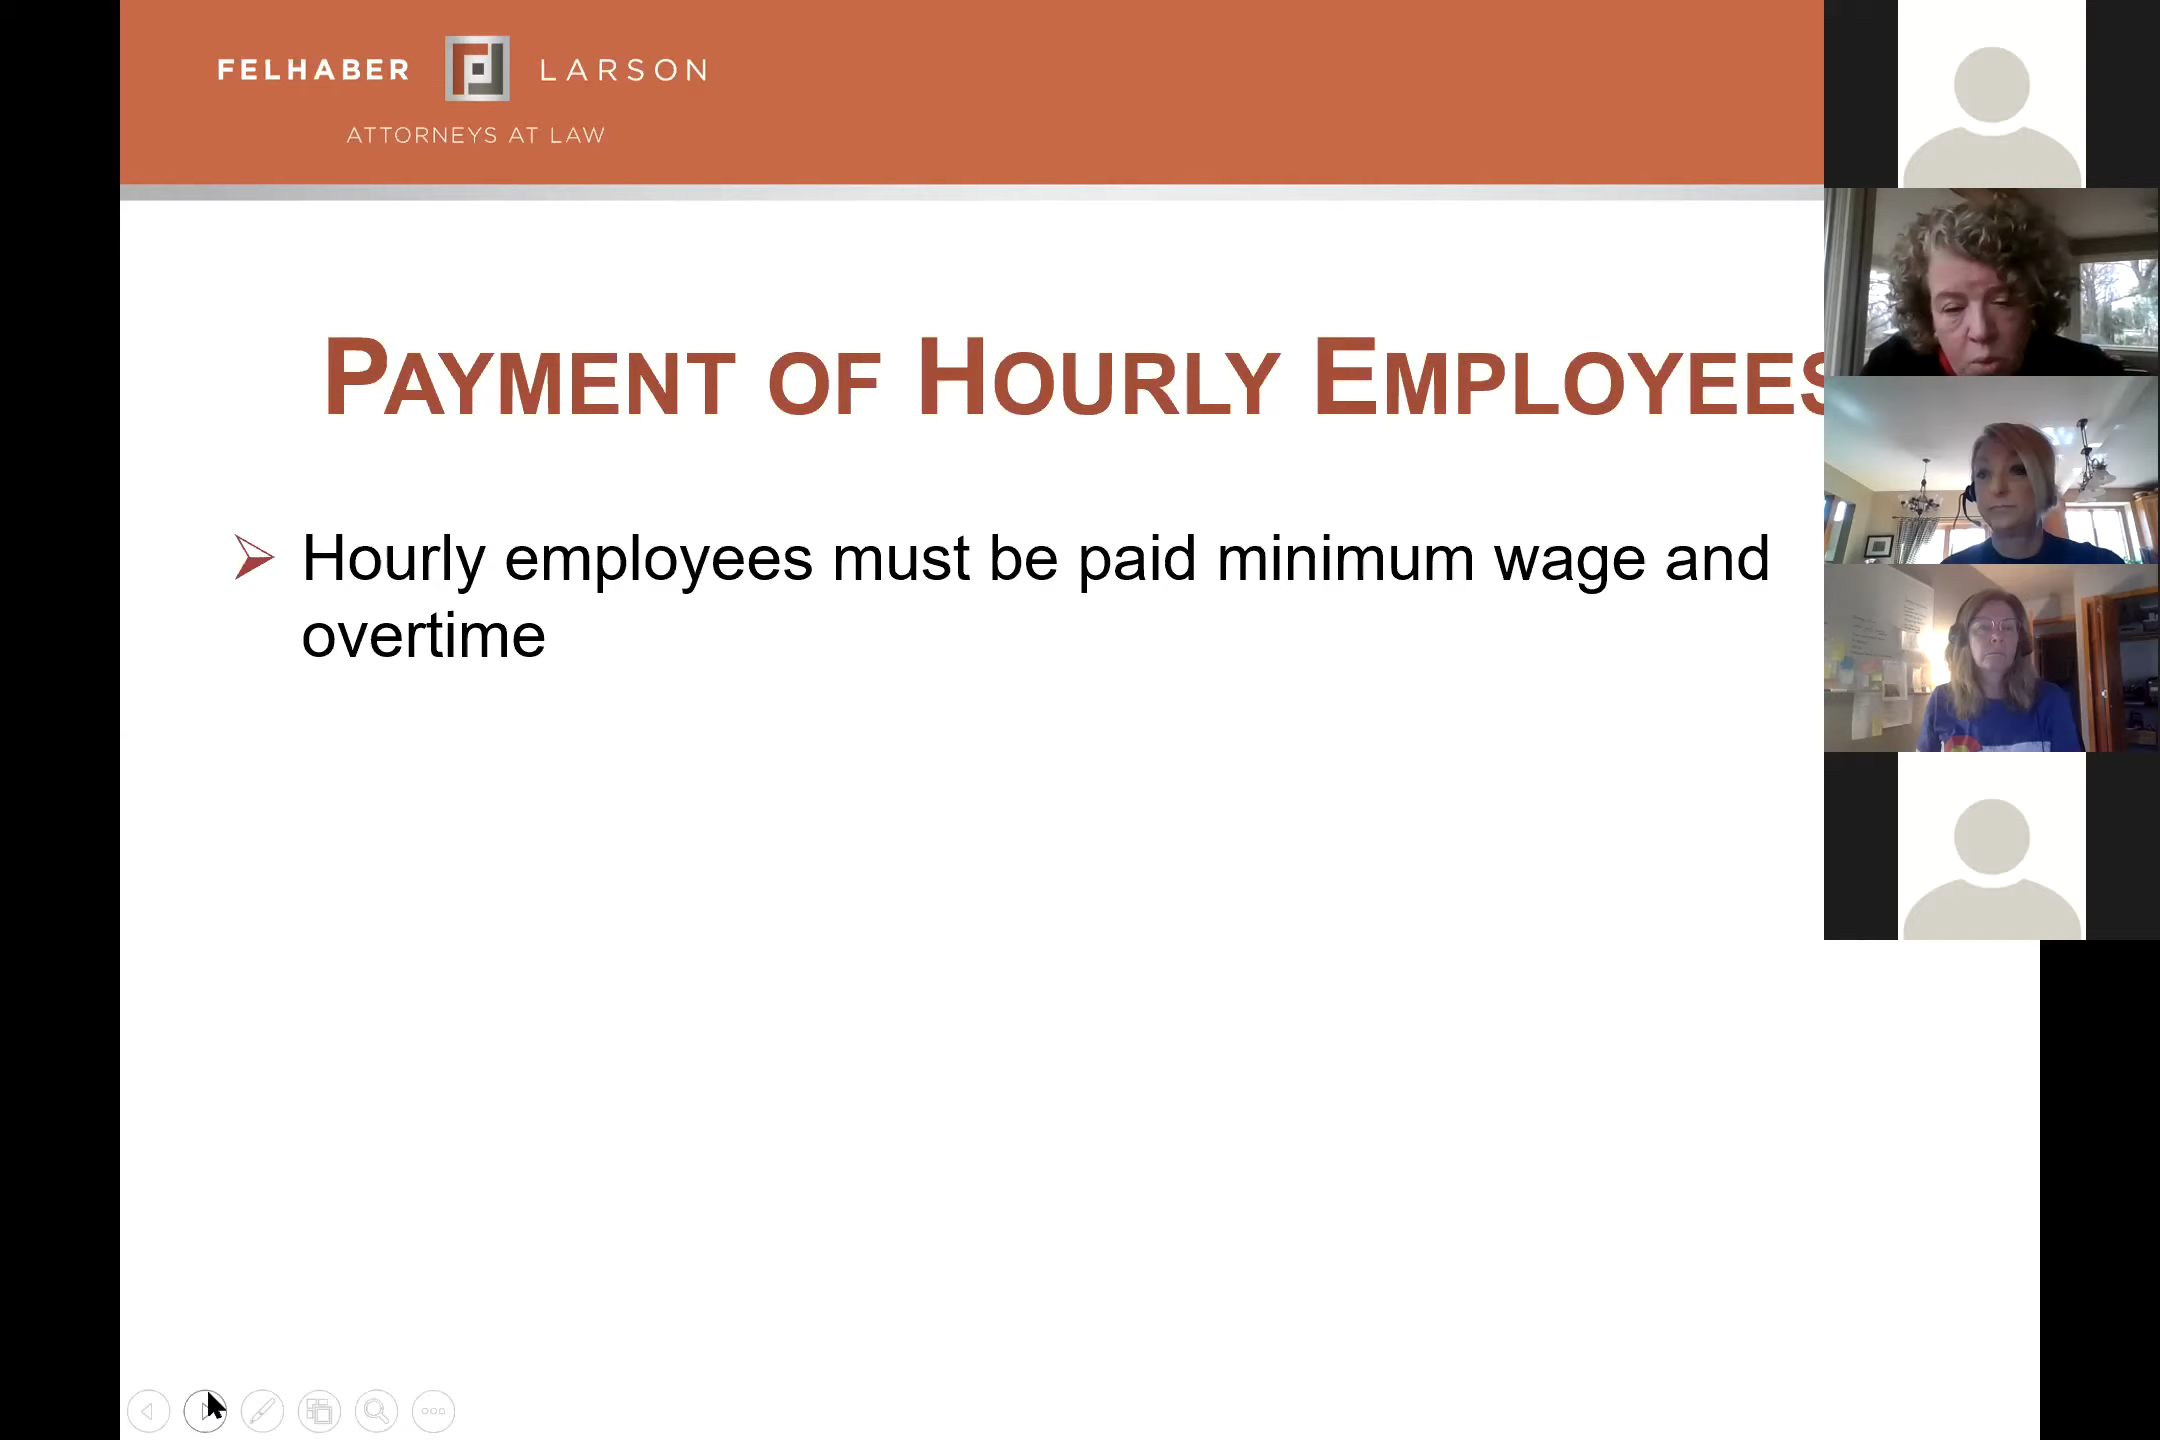 FELHABER LARSON
ATTORNEYS AT LAW
PAYMENT OF HOURLY EMPLOYEES
Hourly employees must be paid minimum wage and
overtime